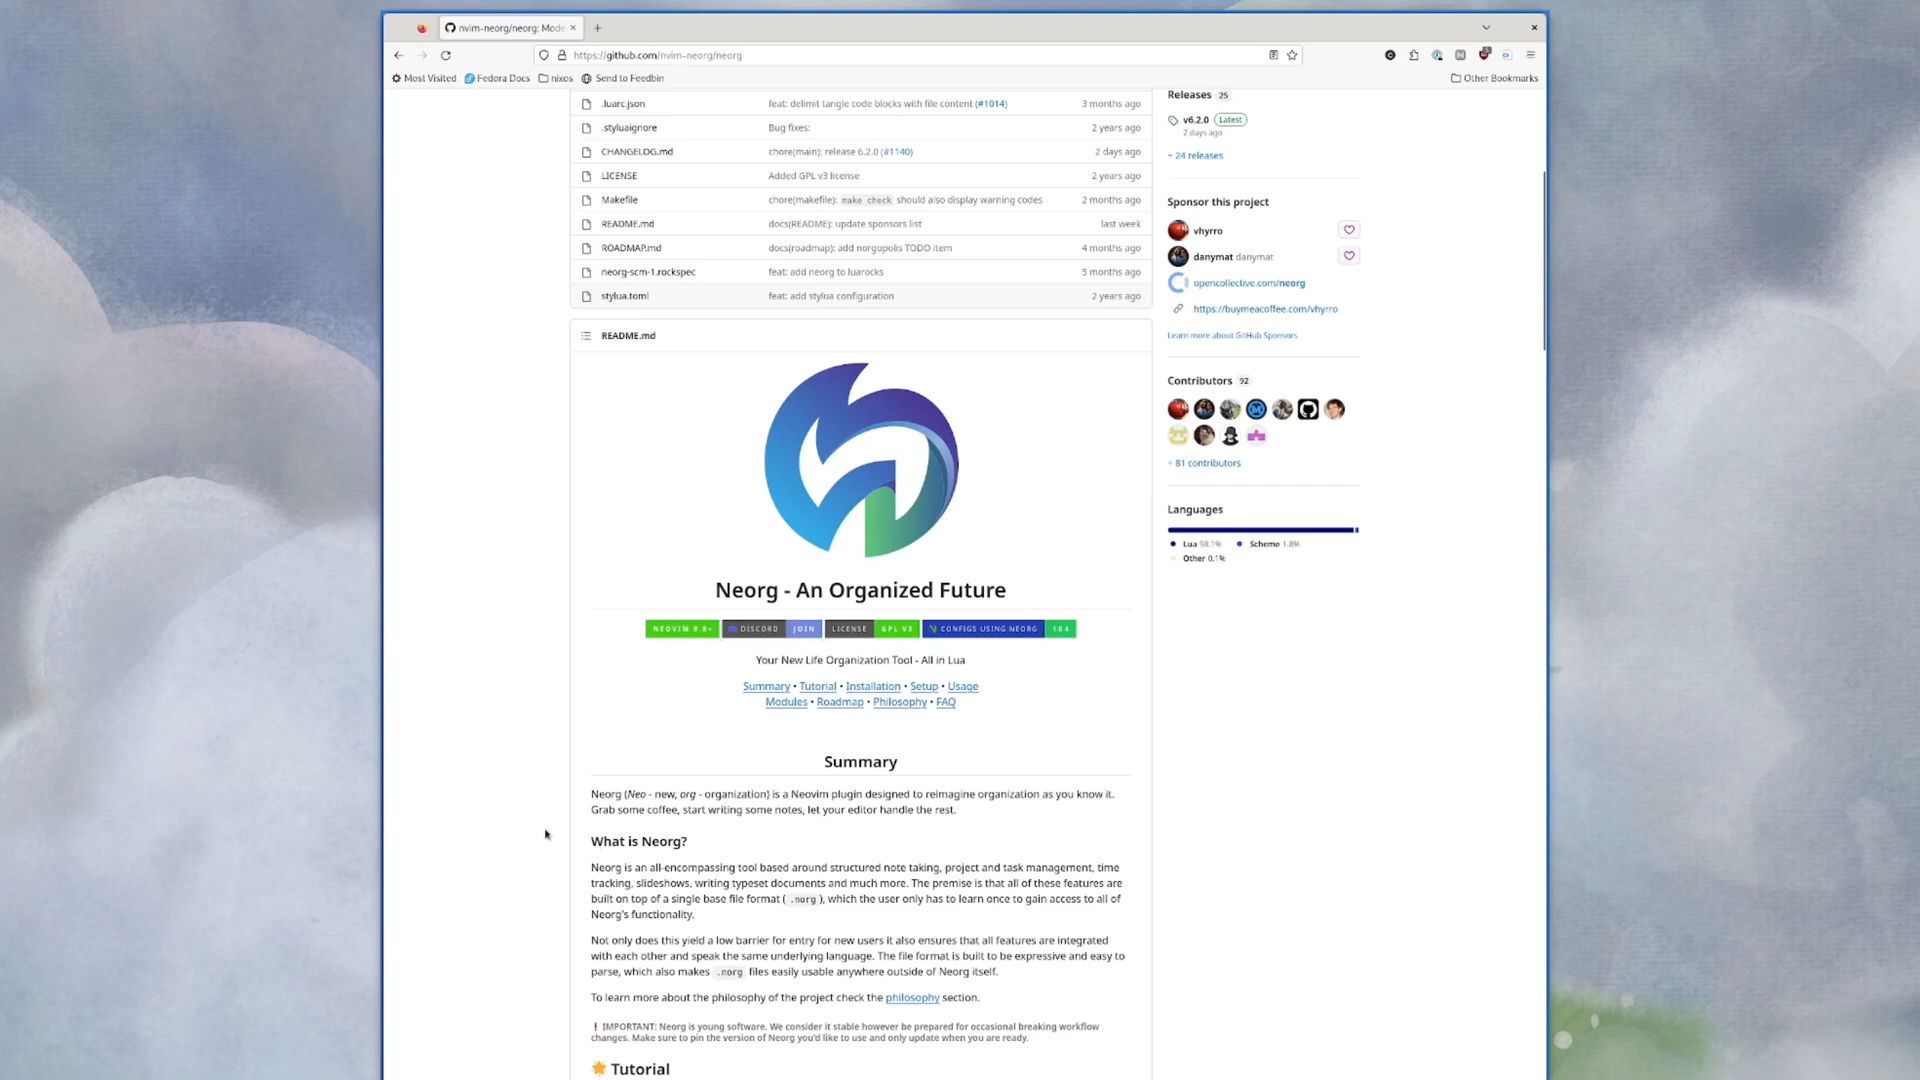 nvim-neorg/neorg: Mode
https://github.com/nvim-neorg/neorg
Most Visited
Fedora Docs
nixos
Send to Feedbin
Other Bookmarks
.luarc.json feat: delimit tangle code blocks with file content (#1014) 3 months ago
.styluaignore Bug fixes: 2 years ago
CHANGELOG.md chore(main): release 6.2.0 (#1140) 2 days ago
LICENSE Added GPL v3 license 2 years ago
Makefile chore(makefile): make check should also display warning codes 2 months ago
README.md docs(README): update sponsors list last week
ROADMAP.md docs(roadmap): add norgopolis TODO item 4 months ago
neorg-scm-1.rockspec feat: add neorg to luarocks 5 months ago
stylua.toml feat: add stylua configuration 2 years ago
README.md
Neorg - An Organized Future
NEOVIM 0.8+ DISCORD JOIN LICENSE GPL V3 CONFIGS USING NEORG 184
Your New Life Organization Tool - All in Lua
Summary • Tutorial • Installation • Setup • Usage
Modules • Roadmap • Philosophy • FAQ
Summary
Neorg (Neo - new, org - organization) is a Neovim plugin designed to reimagine organization as you know it.
Grab some coffee, start writing some notes, let your editor handle the rest.
What is Neorg?
Neorg is an all-encompassing tool based around structured note taking, project and task management, time
tracking, slideshows, writing typeset documents and much more. The premise is that all of these features are
built on top of a single base file format ( .norg ), which the user only has to learn once to gain access to all of
Neorg's functionality.
Not only does this yield a low barrier for entry for new users it also ensures that all features are integrated
with each other and speak the same underlying language. The file format is built to be expressive and easy to
parse, which also makes .norg files easily usable anywhere outside of Neorg itself.
To learn more about the philosophy of the project check the philosophy section.
❗ IMPORTANT: Neorg is young software. We consider it stable however be prepared for occasional breaking workflow
changes. Make sure to pin the version of Neorg you'd like to use and only update when you are ready.
🌟 Tutorial
Releases 25
v6.2.0 Latest
2 days ago
+ 24 releases
Sponsor this project
vhyrro
danymat danymat
opencollective.com/neorg
https://buymeacoffee.com/vhyrro
Learn more about GitHub Sponsors
Contributors 92
+ 81 contributors
Languages
Lua 98.1% Scheme 1.8%
Other 0.1%